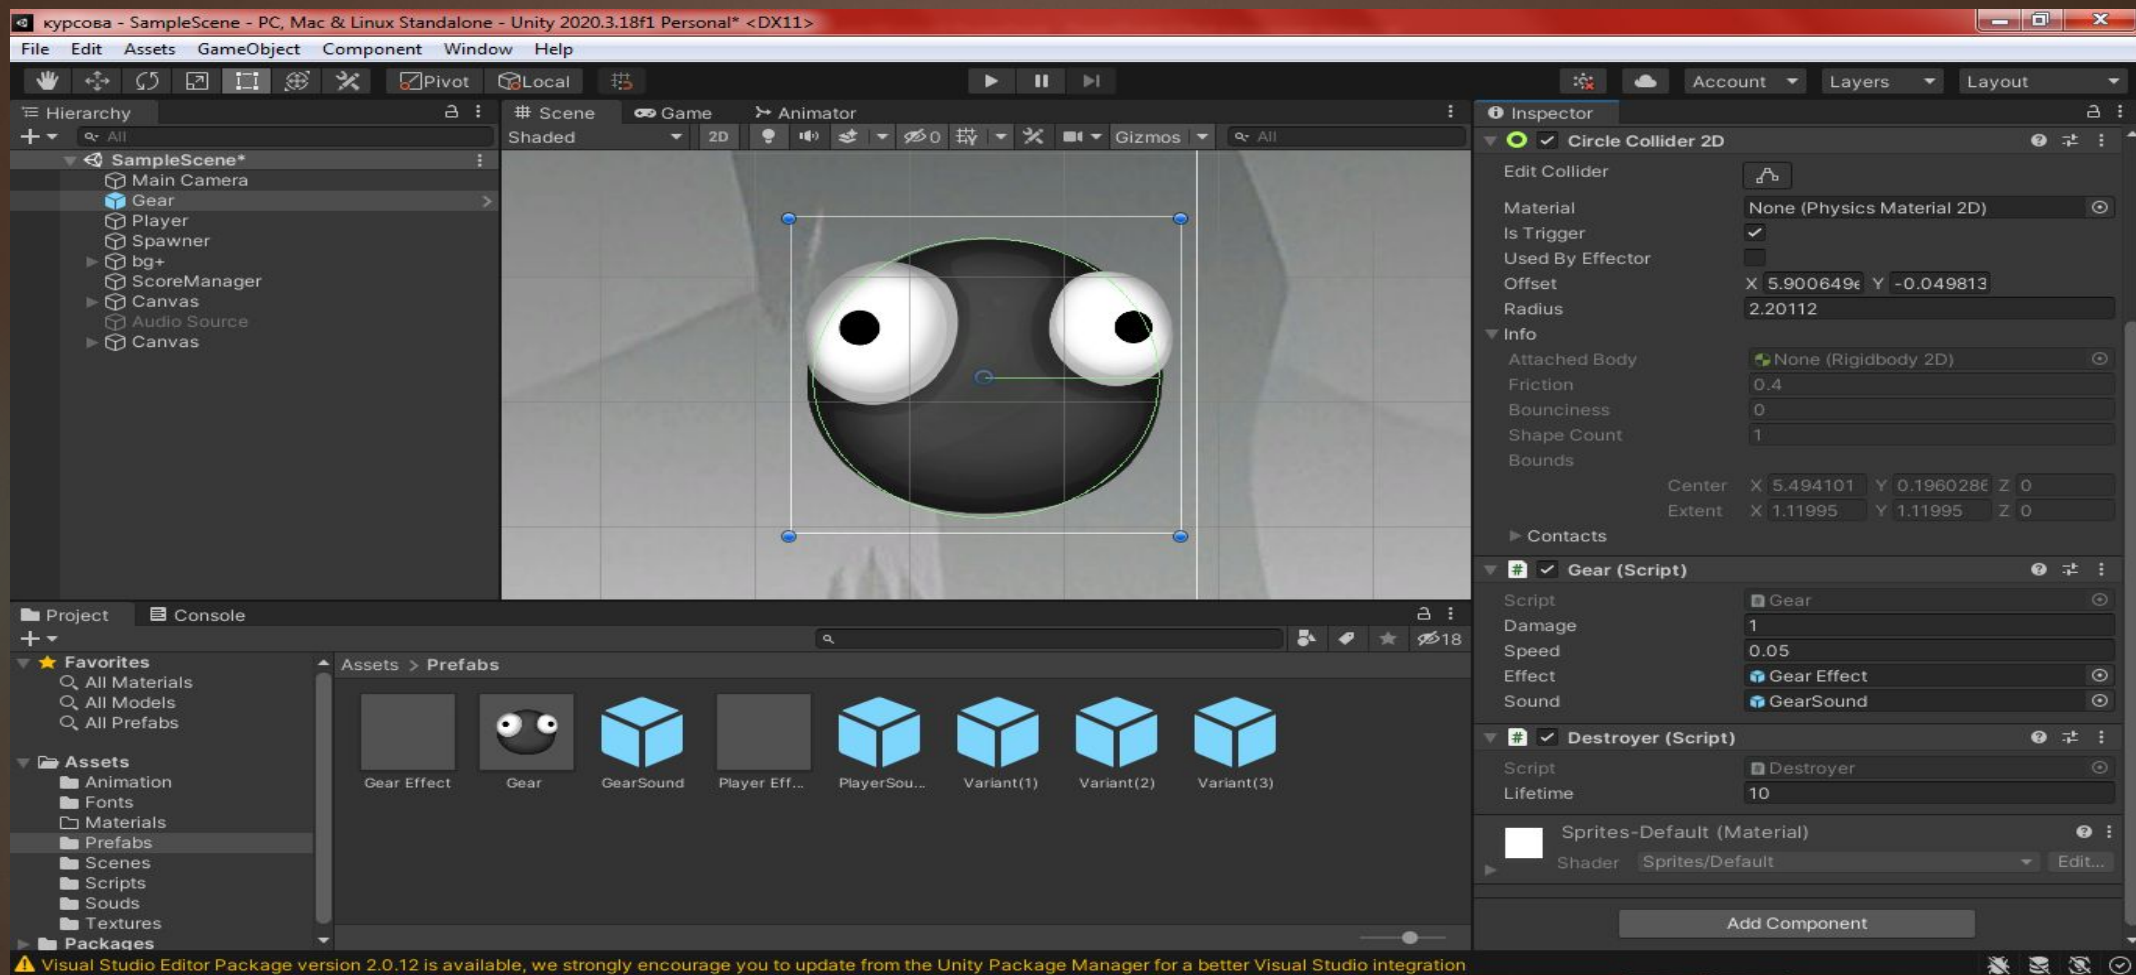 курсова - SampleScene - PC, Mac & Linux Standalone - Unity 2020.3.18f1 Personal* <DX11>
File Edit Assets GameObject Component Window Help
Pivot Local Account Layers Layout
Hierarchy
All
SampleScene*
Main Camera
Gear
Player
Spawner
bg+
ScoreManager
Canvas
Audio Source
Canvas
Scene Game Animator
Shaded 2D 0 Gizmos All
Inspector
Circle Collider 2D
Edit Collider
Material None (Physics Material 2D)
Is Trigger
Used By Effector
Offset X 5.900649e Y -0.049813
Radius 2.20112
Info
Attached Body None (Rigidbody 2D)
Friction 0.4
Bounciness 0
Shape Count 1
Bounds
Center X 5.494101 Y 0.1960286 Z 0
Extent X 1.11995 Y 1.11995 Z 0
Contacts
Gear (Script)
Script Gear
Damage 1
Speed 0.05
Effect Gear Effect
Sound GearSound
Destroyer (Script)
Script Destroyer
Lifetime 10
Sprites-Default (Material)
Shader Sprites/Default Edit...
Add Component
Project Console
18
Favorites
All Materials
All Models
All Prefabs
Assets
Animation
Fonts
Materials
Prefabs
Scenes
Scripts
Souds
Textures
Packages
Assets > Prefabs
Gear Effect Gear GearSound Player Eff... PlayerSou... Variant(1) Variant(2) Variant(3)
Visual Studio Editor Package version 2.0.12 is available, we strongly encourage you to update from the Unity Package Manager for a better Visual Studio integration